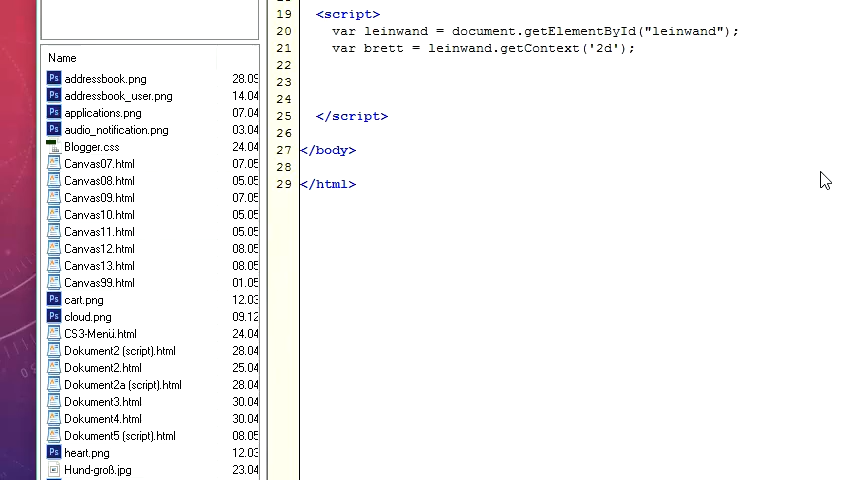 Name
addressbook.png 28.09
addressbook_user.png 14.04
applications.png 07.04
audio_notification.png 03.04
Blogger.css 24.04
Canvas07.html 07.05
Canvas08.html 05.05
Canvas09.html 07.05
Canvas10.html 05.05
Canvas11.html 05.05
Canvas12.html 08.05
Canvas13.html 08.05
Canvas99.html 01.05
cart.png 12.03
cloud.png 09.12
CS3-Menü.html 24.04
Dokument2 (script).html 28.04
Dokument2.html 25.04
Dokument2a (script).html 28.04
Dokument3.html 30.04
Dokument4.html 30.04
Dokument5 (script).html 08.05
heart.png 12.03
Hund-groß.jpg 23.04
19 <script>
20 var leinwand = document.getElementById("leinwand");
21 var brett = leinwand.getContext('2d');
22
23
24
25 </script>
26
27 </body>
28
29 </html>